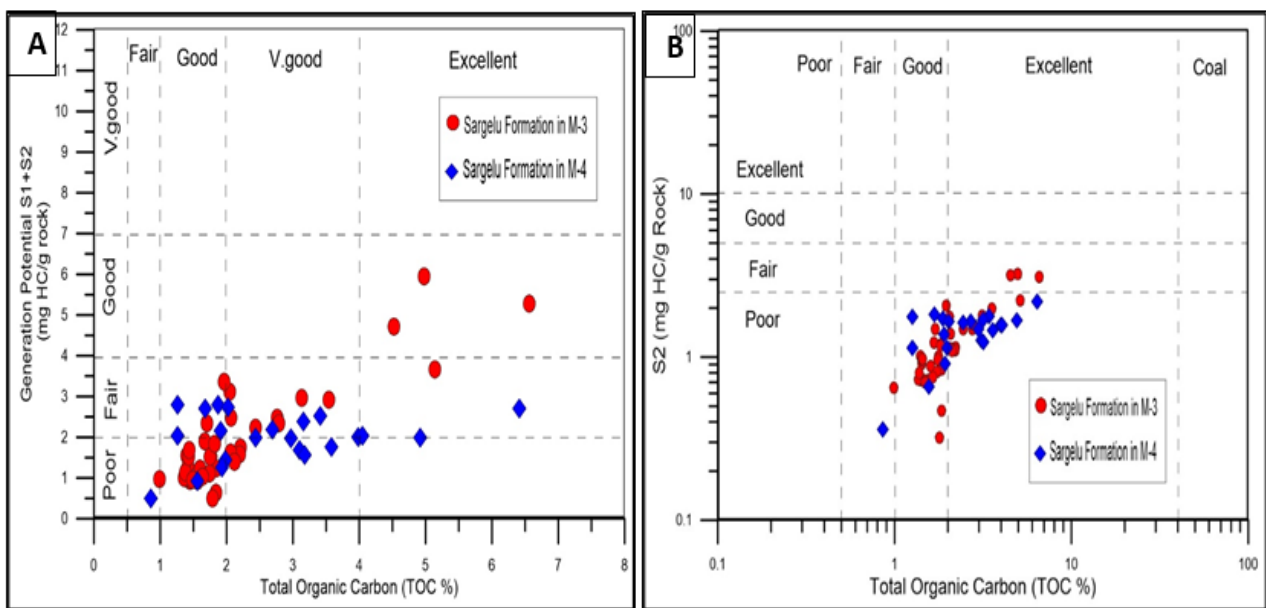 A
12
11
10
9
8
7
6
5
4
3
2
1
0
Generation Potential S1+S2
(mg HC/g rock)
V.good
Good
Fair
Poor
Fair
Good
V.good
Excellent
Sargelu Formation in M-3
Sargelu Formation in M-4
0 1 2 3 4 5 6 7 8
Total Organic Carbon (TOC %)
B
100
10
1
0.1
S2 (mg HC/g Rock)
Poor
Fair
Good
Excellent
Coal
Excellent
Good
Fair
Poor
Sargelu Formation in M-3
Sargelu Formation in M-4
0.1 1 10 100
Total Organic Carbon (TOC %)